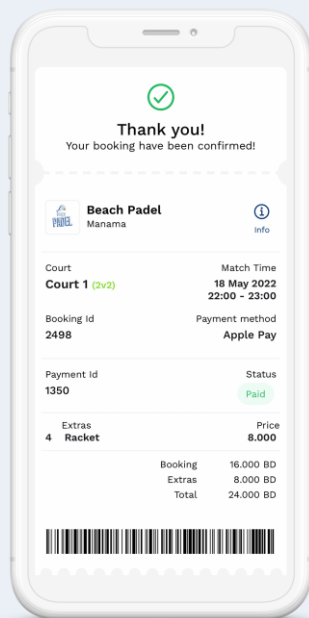 Thank you!
Your booking have been confirmed!
Beach Padel
Manama
Info
PADEL
Court
Match Time
Court 1 (2v2)
18 May 2022
22:00 - 23:00
Booking Id
Payment method
2498
Apple Pay
Payment Id
Status
1350
Paid
Extras
Price
4 Racket
8.000
Booking 16.000 BD
Extras 8.000 BD
Total 24.000 BD